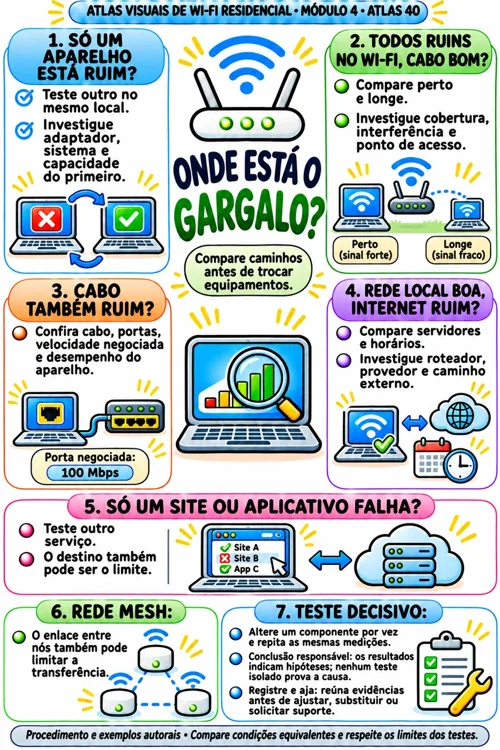 ATLAS VISUAIS DE WI-FI RESIDENCIAL • MÓDULO 4 • ATLAS 40
1. SÓ UM
APARELHO
ESTÁ RUIM?
Teste outro no
mesmo local.
Investigue
adaptador,
sistema e
capacidade
do primeiro.
ONDE ESTÁ O
GARGALO?
Compare caminhos
antes de trocar
equipamentos.
2. TODOS RUINS
NO WI-FI, CABO BOM?
Compare perto
e longe.
Investigue cobertura,
interferência e
ponto de acesso.
Perto
(sinal forte)
Longe
(sinal fraco)
3. CABO
TAMBÉM RUIM?
Confira cabo, portas,
velocidade negociada
e desempenho do
aparelho.
Porta negociada:
100 Mbps
4. REDE LOCAL BOA,
INTERNET RUIM?
Compare servidores
e horários.
Investigue roteador,
provedor e caminho
externo.
5. SÓ UM SITE OU APLICATIVO FALHA?
Teste outro
serviço.
O destino também
pode ser o limite.
Site A
Site B
App C
6. REDE MESH:
O enlace entre
nós também pode
limitar a
transferência.
7. TESTE DECISIVO:
Altere um componente por vez
e repita as mesmas medições.
Conclusão responsável: os resultados
indicam hipóteses; nenhum teste
isolado prova a causa.
Registre e aja: reúna evidências
antes de ajustar, substituir ou
solicitar suporte.
Procedimento e exemplos autorais • Compare condições equivalentes e respeite os limites dos testes.